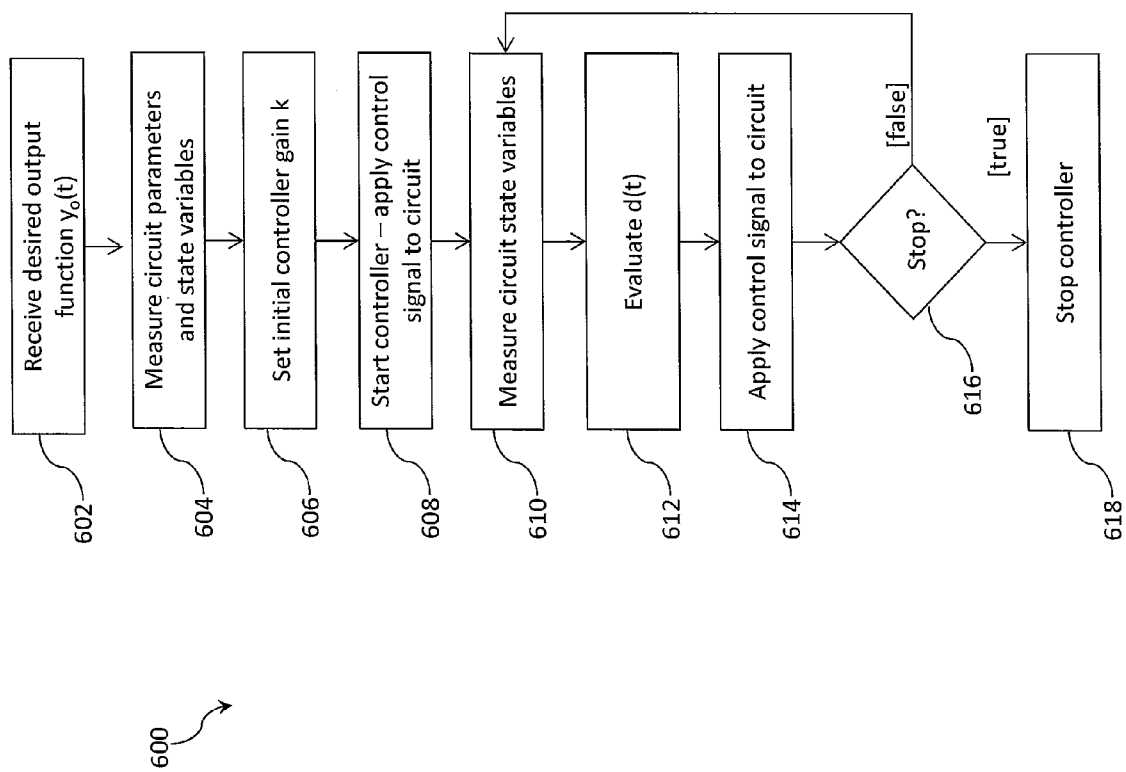 600
Receive desired output
function yₒ(t)
602
Measure circuit parameters
and state variables
604
Set initial controller gain k
606
Start controller – apply control
signal to circuit
608
Measure circuit state variables
610
Evaluate d(t)
612
Apply control signal to circuit
614
Stop?
616
[false]
[true]
Stop controller
618